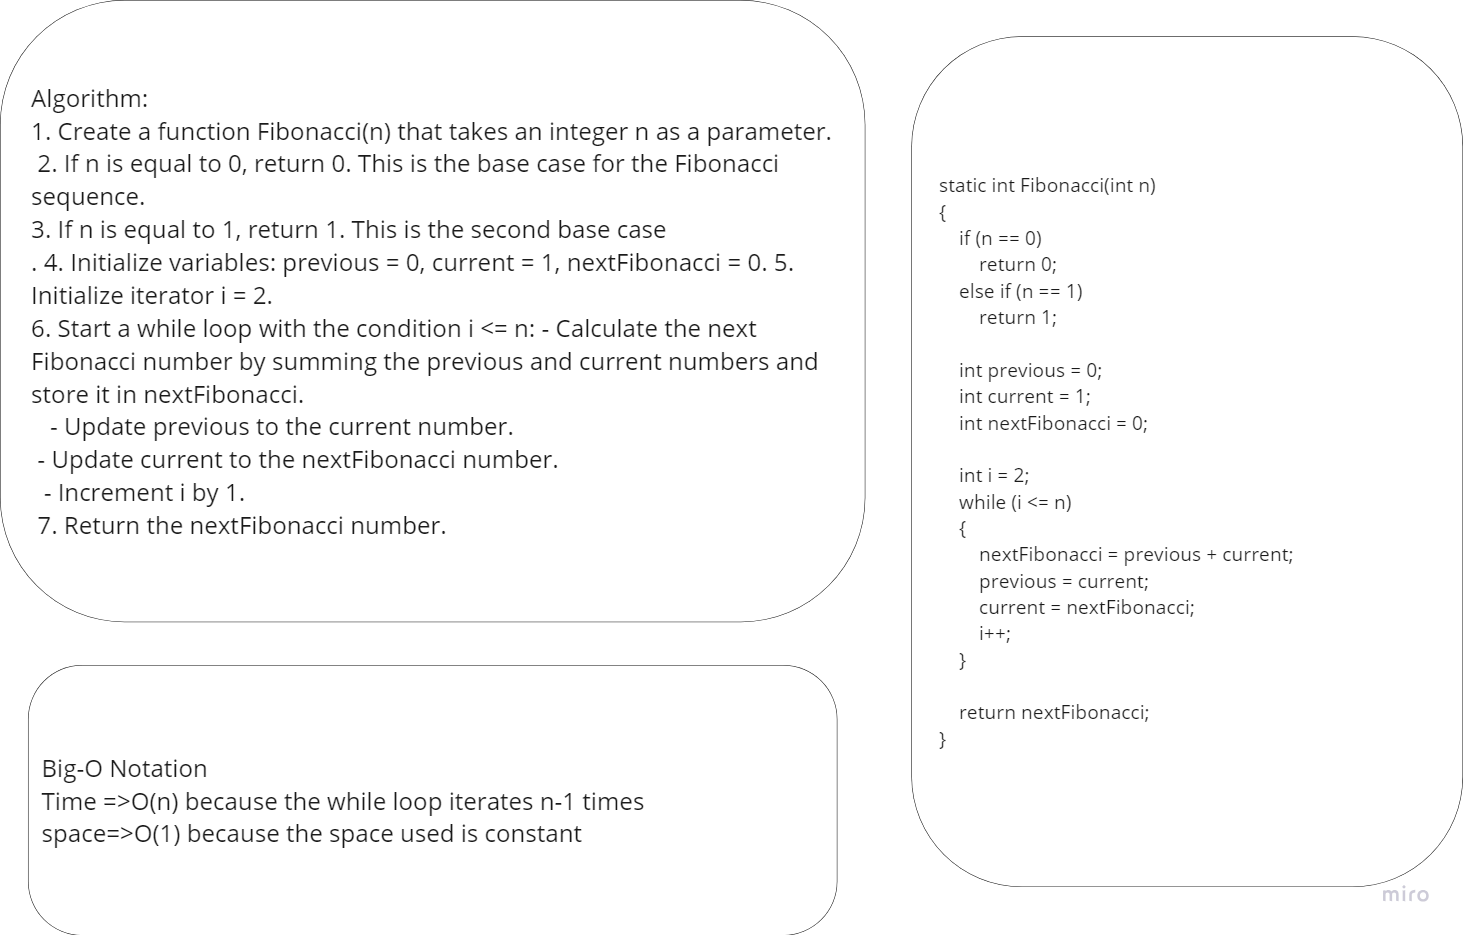 Algorithm:
1. Create a function Fibonacci(n) that takes an integer n as a parameter.
2. If n is equal to 0, return 0. This is the base case for the Fibonacci
sequence.
3. If n is equal to 1, return 1. This is the second base case
. 4. Initialize variables: previous = 0, current = 1, nextFibonacci = 0. 5.
Initialize iterator i = 2.
6. Start a while loop with the condition i <= n: - Calculate the next
Fibonacci number by summing the previous and current numbers and
store it in nextFibonacci.
- Update previous to the current number.
- Update current to the nextFibonacci number.
- Increment i by 1.
7. Return the nextFibonacci number.
Big-O Notation
Time =>O(n) because the while loop iterates n-1 times
space=>O(1) because the space used is constant
static int Fibonacci(int n)
{
if (n == 0)
return 0;
else if (n == 1)
return 1;
int previous = 0;
int current = 1;
int nextFibonacci = 0;
int i = 2;
while (i <= n)
{
nextFibonacci = previous + current;
previous = current;
current = nextFibonacci;
i++;
}
return nextFibonacci;
}
miro